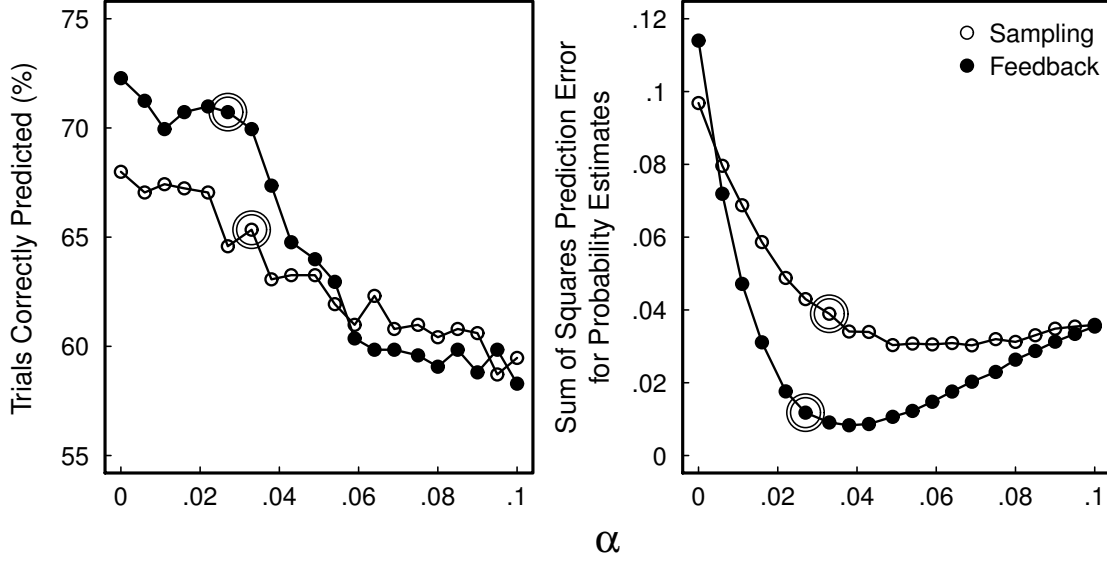 Trials Correctly Predicted (%)
75
70
65
60
55
0 .02 .04 .06 .08 .1
Sum of Squares Prediction Error
for Probability Estimates
.12
.1
.08
.06
.04
.02
0
Sampling
Feedback
0 .02 .04 .06 .08 .1
α